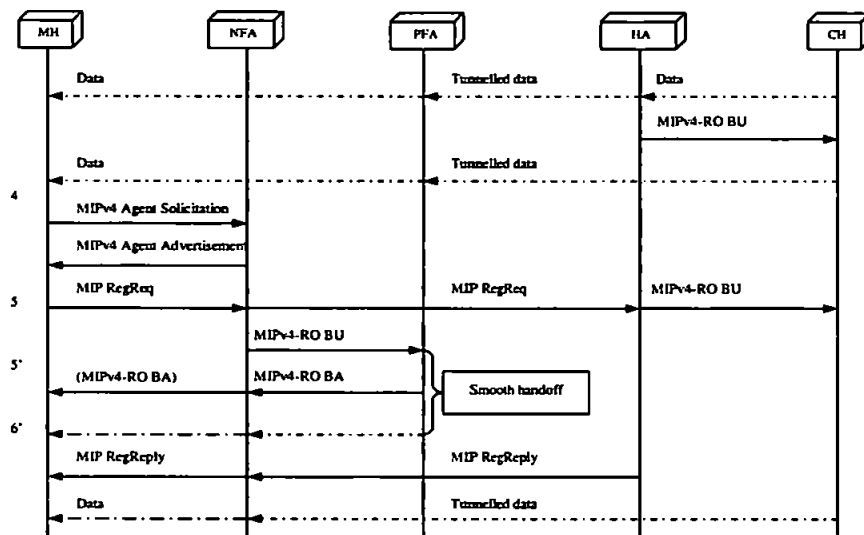 MH NFA PFA HA CH
Data Tunnelled data Data
MIPv4-RO BU
Data Tunnelled data
4
MIPv4 Agent Solicitation
MIPv4 Agent Advertisement
5 MIP RegReq MIP RegReq MIPv4-RO BU
MIPv4-RO BU
5'
(MIPv4-RO BA) MIPv4-RO BA Smooth handoff
6'
MIP RegReply MIP RegReply
Data Tunnelled data